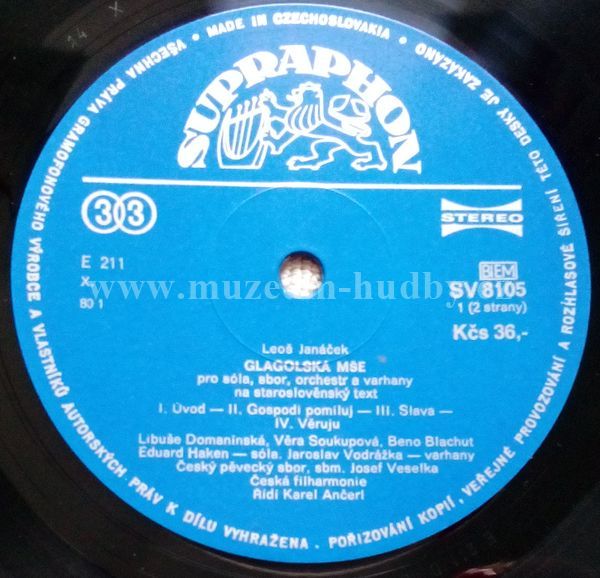 VŠECHNA PRÁVA GRAMOFONOVÉHO VÝROBCE A VLASTNÍKŮ AUTORSKÝCH PRÁV K DÍLU VYHRAŽENA . POŘIZOVÁNÍ KOPIÍ, VEŘEJNÉ PROVOZOVÁNÍ A ROZHLASOVÉ ŠÍŘENÍ TÉTO DESKY JE ZAKÁZÁNO • MADE IN CZECHOSLOVAKIA •
SUPRAPHON
33
STEREO
E 211
X
80 1
BIEM
SV 8105
1 (2 strany)
Kčs 36,-
www.muzeum-hudby.cz
Leoš Janáček
GLAGOLSKÁ MŠE
pro sóla, sbor, orchestr a varhany
na staroslověnský text
I. Úvod — II. Gospodi pomiluj — III. Slava —
IV. Věruju
Libuše Domanínská, Věra Soukupová, Beno Blachut
Eduard Haken — sóla. Jaroslav Vodrážka — varhany
Český pěvecký sbor, sbm. Josef Veselka
Česká filharmonie
Řídí Karel Ančerl